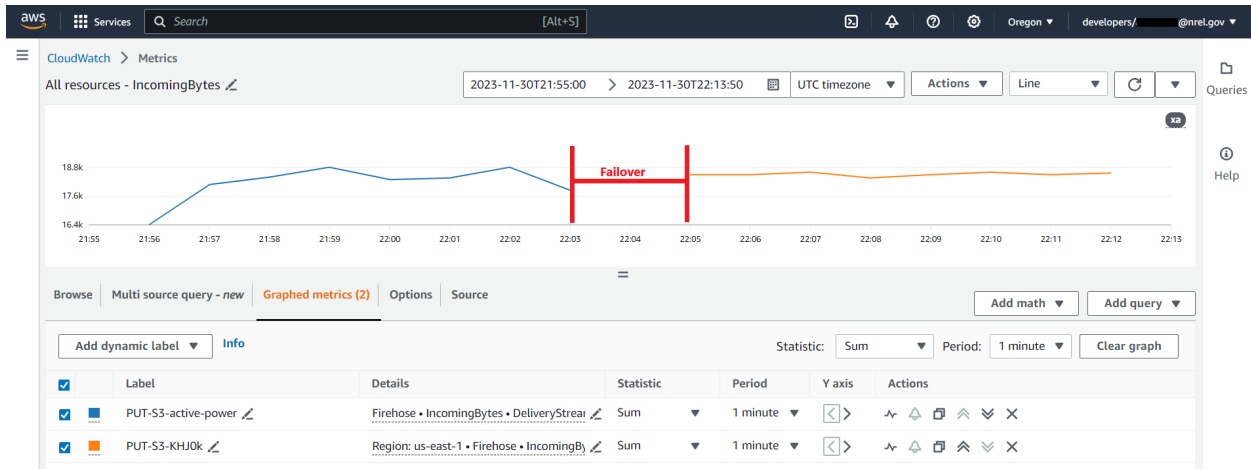 aws Services Search [Alt+S] Oregon developers/ @nrel.gov
CloudWatch > Metrics
Queries
All resources - IncomingBytes 2023-11-30T21:55:00 > 2023-11-30T22:13:50 UTC timezone Actions Line
xa
Help
18.8k
Failover
17.6k
16.4k
21:55 21:56 21:57 21:58 21:59 22:00 22:01 22:02 22:03 22:04 22:05 22:06 22:07 22:08 22:09 22:10 22:11 22:12 22:13
Browse Multi source query - new Graphed metrics (2) Options Source Add math Add query
Add dynamic label Info Statistic: Sum Period: 1 minute Clear graph
Label Details Statistic Period Y axis Actions
PUT-S3-active-power Firehose • IncomingBytes • DeliveryStrea Sum 1 minute < >
PUT-S3-KHJ0k Region: us-east-1 • Firehose • IncomingBy Sum 1 minute < >